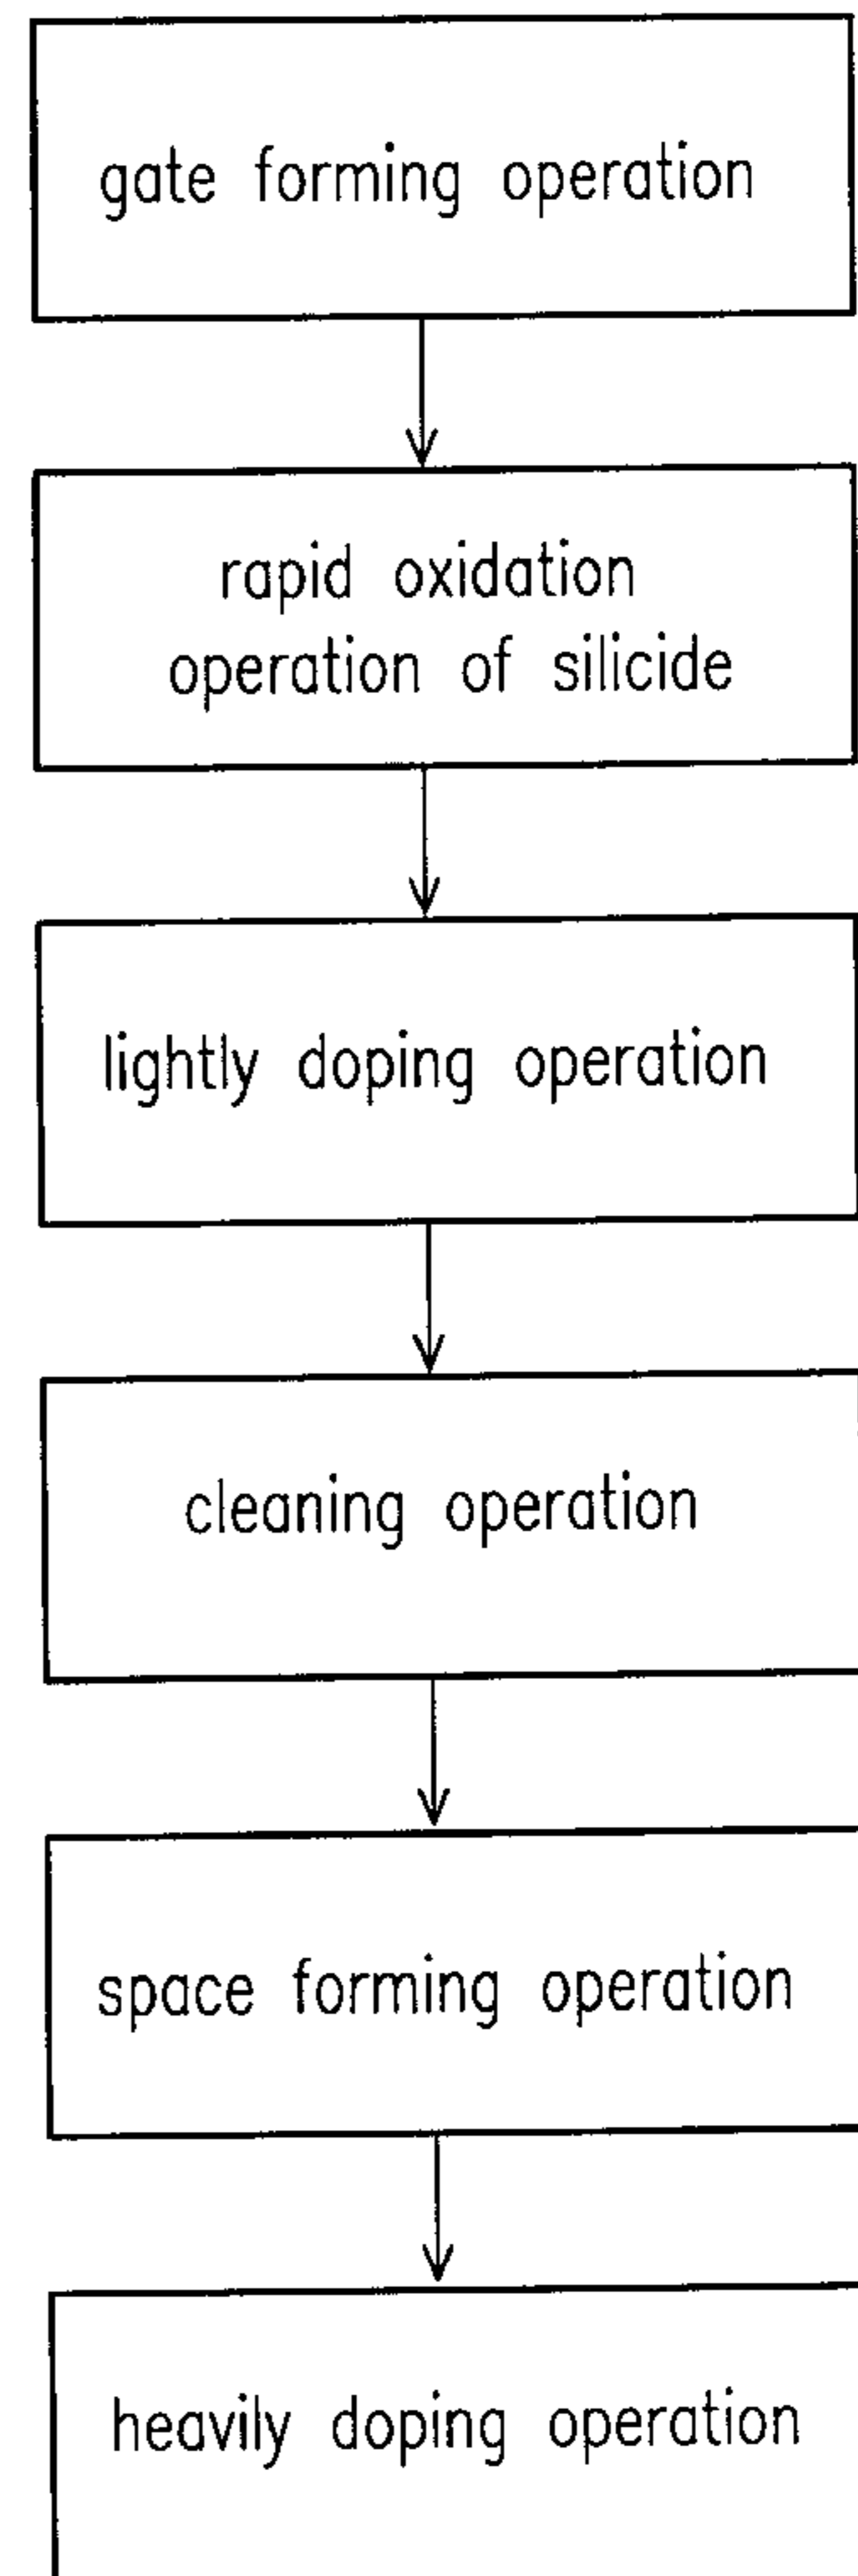 gate forming operation
rapid oxidation
operation of silicide
lightly doping operation
cleaning operation
space forming operation
heavily doping operation